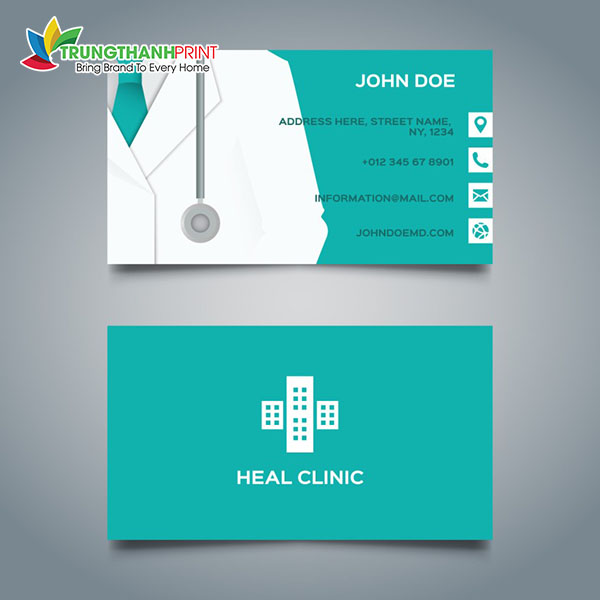 TRUNGTHANHPRINT
Bring Brand To Every Home
JOHN DOE
ADDRESS HERE, STREET NAME,
NY, 1234
+012 345 67 8901
INFORMATION@MAIL.COM
JOHNDOEMD.COM
HEAL CLINIC